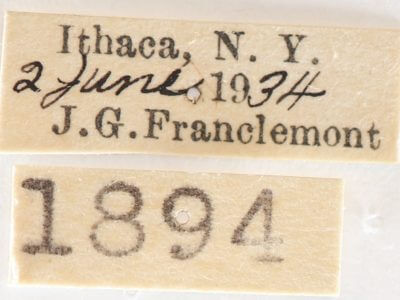 Ithaca, N. Y.
2 June 1934
J.G. Franclemont
1894